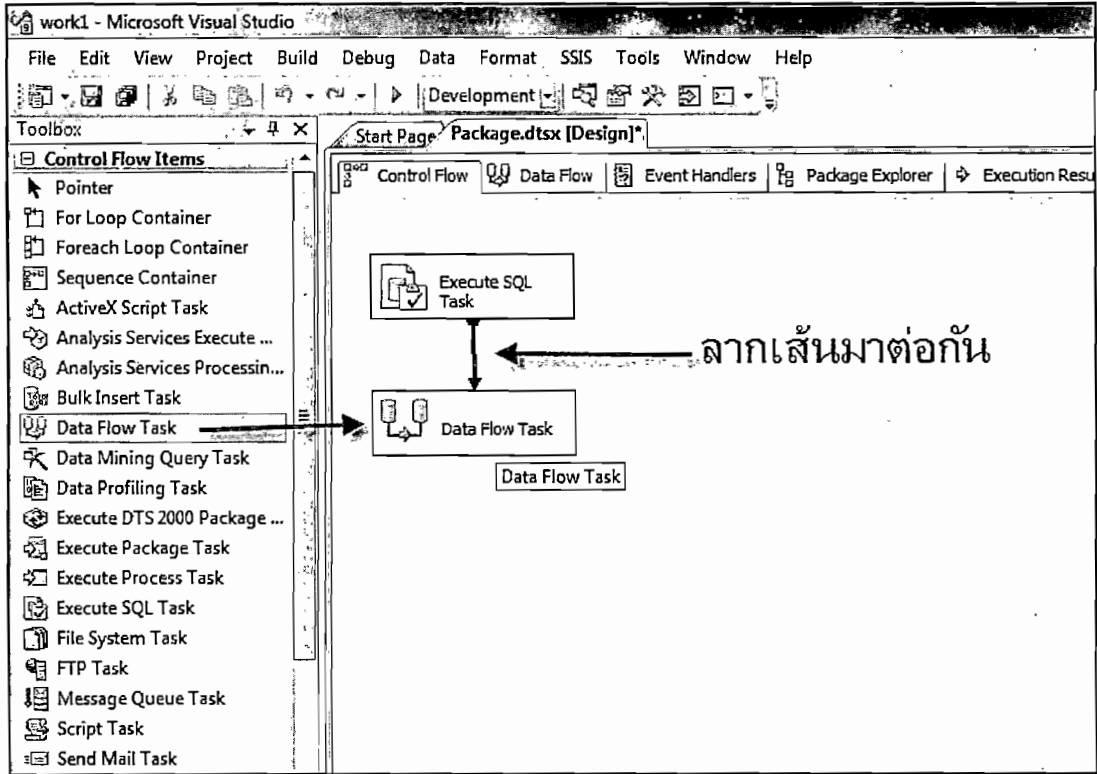 work1 - Microsoft Visual Studio
File Edit View Project Build Debug Data Format SSIS Tools Window Help
Development
Toolbox
Start Page Package.dtsx [Design]*
Control Flow Items
Control Flow Data Flow Event Handlers Package Explorer Execution Resu
Pointer
For Loop Container
Foreach Loop Container
Sequence Container
ActiveX Script Task
Analysis Services Execute ...
Analysis Services Processin...
Bulk Insert Task
Data Flow Task
Data Mining Query Task
Data Profiling Task
Execute DTS 2000 Package ...
Execute Package Task
Execute Process Task
Execute SQL Task
File System Task
FTP Task
Message Queue Task
Script Task
Send Mail Task
Execute SQL
Task
ลากเส้นมาต่อกัน
Data Flow Task
Data Flow Task